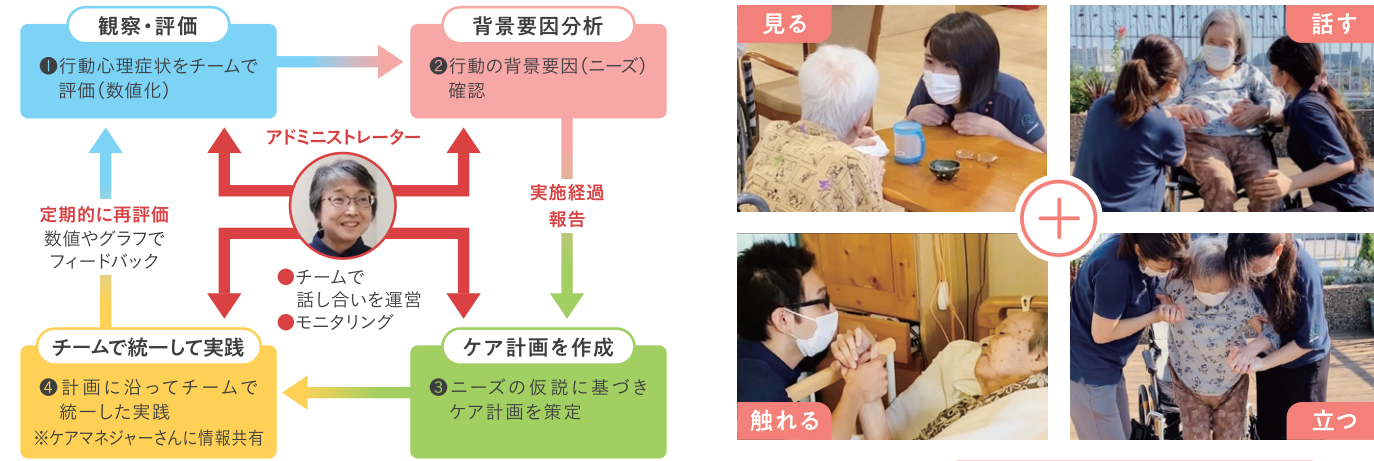 観察・評価
❶行動心理症状をチームで
評価(数値化)
背景要因分析
❷行動の背景要因(ニーズ)
確認
アドミニストレーター
実施経過
報告
定期的に再評価
数値やグラフで
フィードバック
●チームで
話し合いを運営
●モニタリング
ケア計画を作成
❸ニーズの仮説に基づき
ケア計画を策定
チームで統一して実践
❹計画に沿ってチームで
統一した実践
※ケアマネジャーさんに情報共有
見る
話す
触れる
立つ